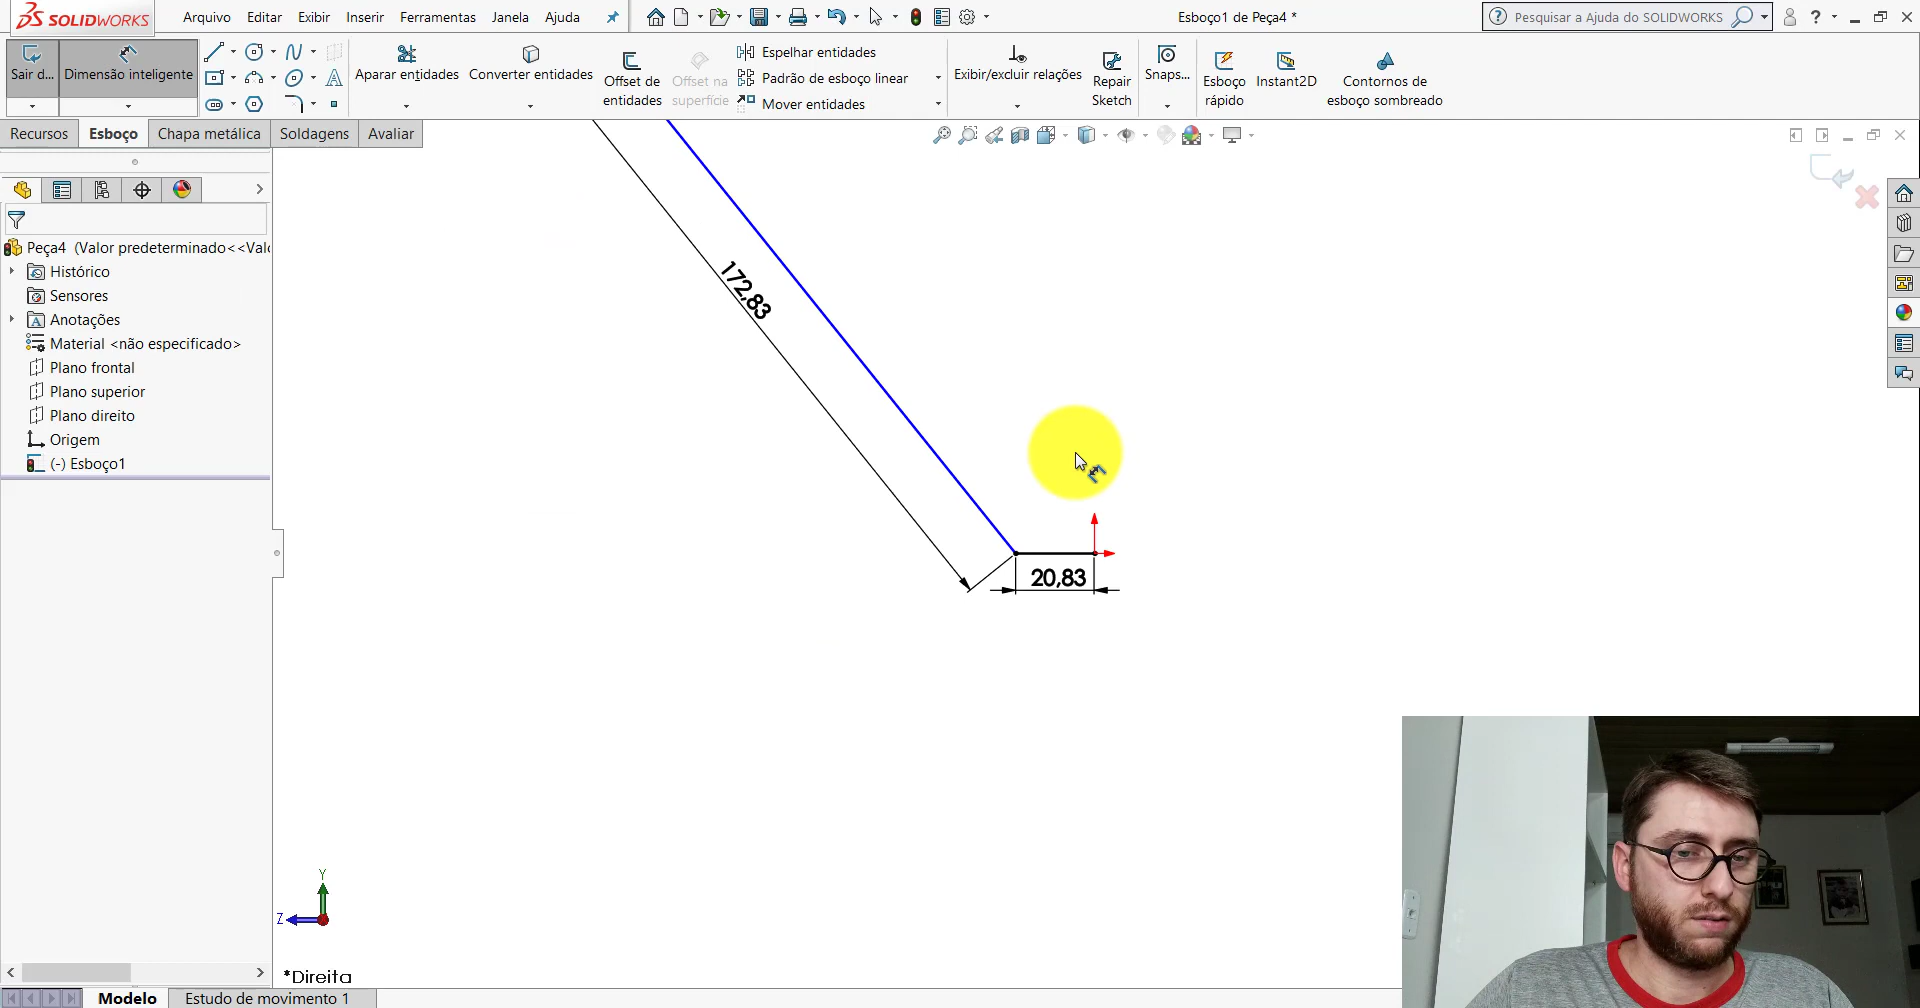 SOLIDWORKS
Arquivo Editar Exibir Inserir Ferramentas Janela Ajuda
Esboço1 de Peça4 *
Pesquisar a Ajuda do SOLIDWORKS
?
Sair d...
Dimensão inteligente
Aparar entidades
Converter entidades
Offset de entidades
Offset na superfície
Espelhar entidades
Padrão de esboço linear
Mover entidades
Exibir/excluir relações
Repair Sketch
Snaps...
Esboço rápido
Instant2D
Contornos de esboço sombreado
Recursos Esboço Chapa metálica Soldagens Avaliar
Peça4 (Valor predeterminado<<Valo
Histórico
Sensores
Anotações
Material <não especificado>
Plano frontal
Plano superior
Plano direito
Origem
(-) Esboço1
172,83
20,83
Y
Z
*Direita
Modelo Estudo de movimento 1